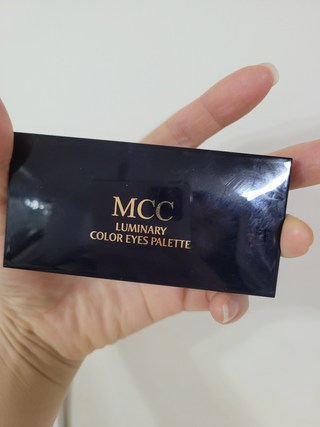 MCC
LUMINARY
COLOR EYES PALETTE